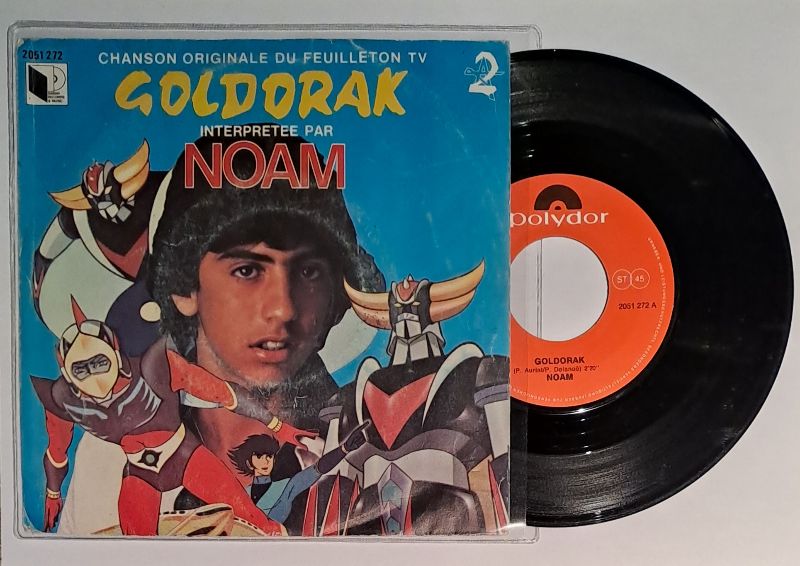 2051 272
CHANSON ORIGINALE DU FEUILLETON TV
2
GOLDORAK
INTERPRETEE PAR
NOAM
polydor
ST 45
2051 272 A
GOLDORAK
(P. Auriat/P. Delanoë) 2'20''
NOAM